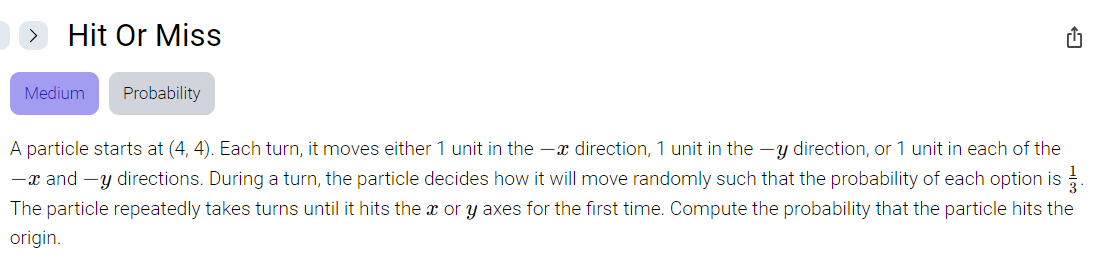 Hit Or Miss
Medium
Probability
A particle starts at (4, 4). Each turn, it moves either 1 unit in the −x direction, 1 unit in the −y direction, or 1 unit in each of the
−x and −y directions. During a turn, the particle decides how it will move randomly such that the probability of each option is 1/3.
The particle repeatedly takes turns until it hits the x or y axes for the first time. Compute the probability that the particle hits the
origin.